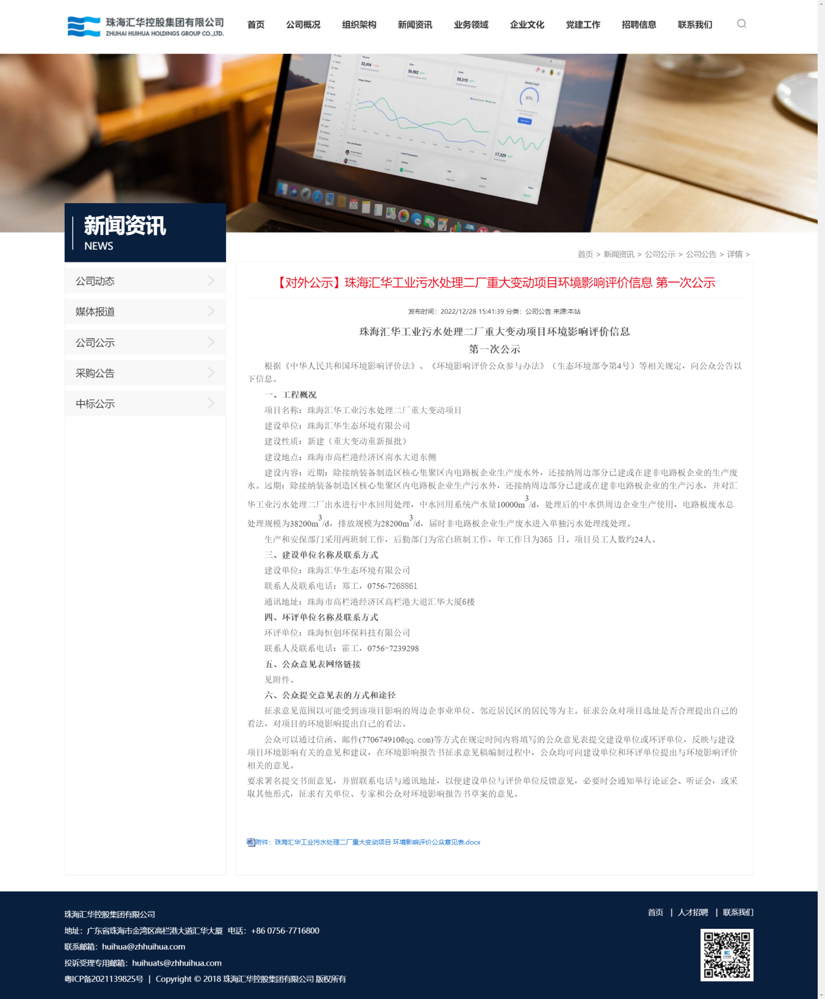 珠海汇华控股集团有限公司
ZHUHAI HUIHUA HOLDINGS GROUP CO.,LTD.
首页 公司概况 组织架构 新闻资讯 业务领域 企业文化 党建工作 招聘信息 联系我们
$2,454
$6,982
$8,310
87%
17,329
新闻资讯
NEWS
公司动态
媒体报道
公司公示
采购公告
中标公示
首页 > 新闻资讯 > 公司公示 > 公司公告 > 详情 >
【对外公示】珠海汇华工业污水处理二厂重大变动项目环境影响评价信息 第一次公示
发布时间：2022/12/28 15:41:39 分类：公司公告 来源:本站
珠海汇华工业污水处理二厂重大变动项目环境影响评价信息
第一次公示
根据《中华人民共和国环境影响评价法》、《环境影响评价公众参与办法》（生态环境部令第4号）等相关规定，向公众公告以
下信息。
一、工程概况
项目名称：珠海汇华工业污水处理二厂重大变动项目
建设单位：珠海汇华生态环境有限公司
建设性质：新建（重大变动重新报批）
建设地点：珠海市高栏港经济区南水大道东侧
建设内容：近期：除接纳装备制造区核心集聚区内电路板企业生产废水外，还接纳周边部分已建或在建非电路板企业的生产废
水。远期：除接纳装备制造区核心集聚区内电路板企业生产污水外，还接纳周边部分已建或在建非电路板企业的生产污水，并对汇
华工业污水处理二厂出水进行中水回用处理，中水回用系统产水量10000m3/d，处理后的中水供周边企业生产使用，电路板废水总
处理规模为38200m3/d，排放规模为28200m3/d，届时非电路板企业生产废水进入单独污水处理线处理。
生产和安保部门采用两班制工作，后勤部门为常白班制工作，年工作日为365 日。项目员工人数约24人。
三、建设单位名称及联系方式
建设单位：珠海汇华生态环境有限公司
联系人及联系电话：郑工，0756-7268861
通讯地址：珠海市高栏港经济区高栏港大道汇华大厦6楼
四、环评单位名称及联系方式
环评单位：珠海恒创环保科技有限公司
联系人及联系电话：霍工，0756-7239298
五、公众意见表网络链接
见附件。
六、公众提交意见表的方式和途径
征求意见范围以可能受到该项目影响的周边企事业单位、邻近居民区的居民等为主。征求公众对项目选址是否合理提出自己的
看法，对项目的环境影响提出自己的看法。
公众可以通过信函、邮件(770674910@qq.com)等方式在规定时间内将填写的公众意见表提交建设单位或环评单位，反映与建设
项目环境影响有关的意见和建议，在环境影响报告书征求意见稿编制过程中，公众均可向建设单位和环评单位提出与环境影响评价
相关的意见。
要求署名提交书面意见，并留联系电话与通讯地址，以便建设单位与评价单位反馈意见，必要时会通知举行论证会、听证会，或采
取其他形式，征求有关单位、专家和公众对环境影响报告书草案的意见。
附件：珠海汇华工业污水处理二厂重大变动项目 环境影响评价公众意见表.docx
珠海汇华控股集团有限公司
地址：广东省珠海市金湾区高栏港大道汇华大厦 电话：+86 0756-7716800
联系邮箱：huihua@zhhuihua.com
投诉受理专用邮箱：huihuats@zhhuihua.com
粤ICP备2021139825号 | Copyright © 2018 珠海汇华控股集团有限公司 版权所有
首页 | 人才招聘 | 联系我们